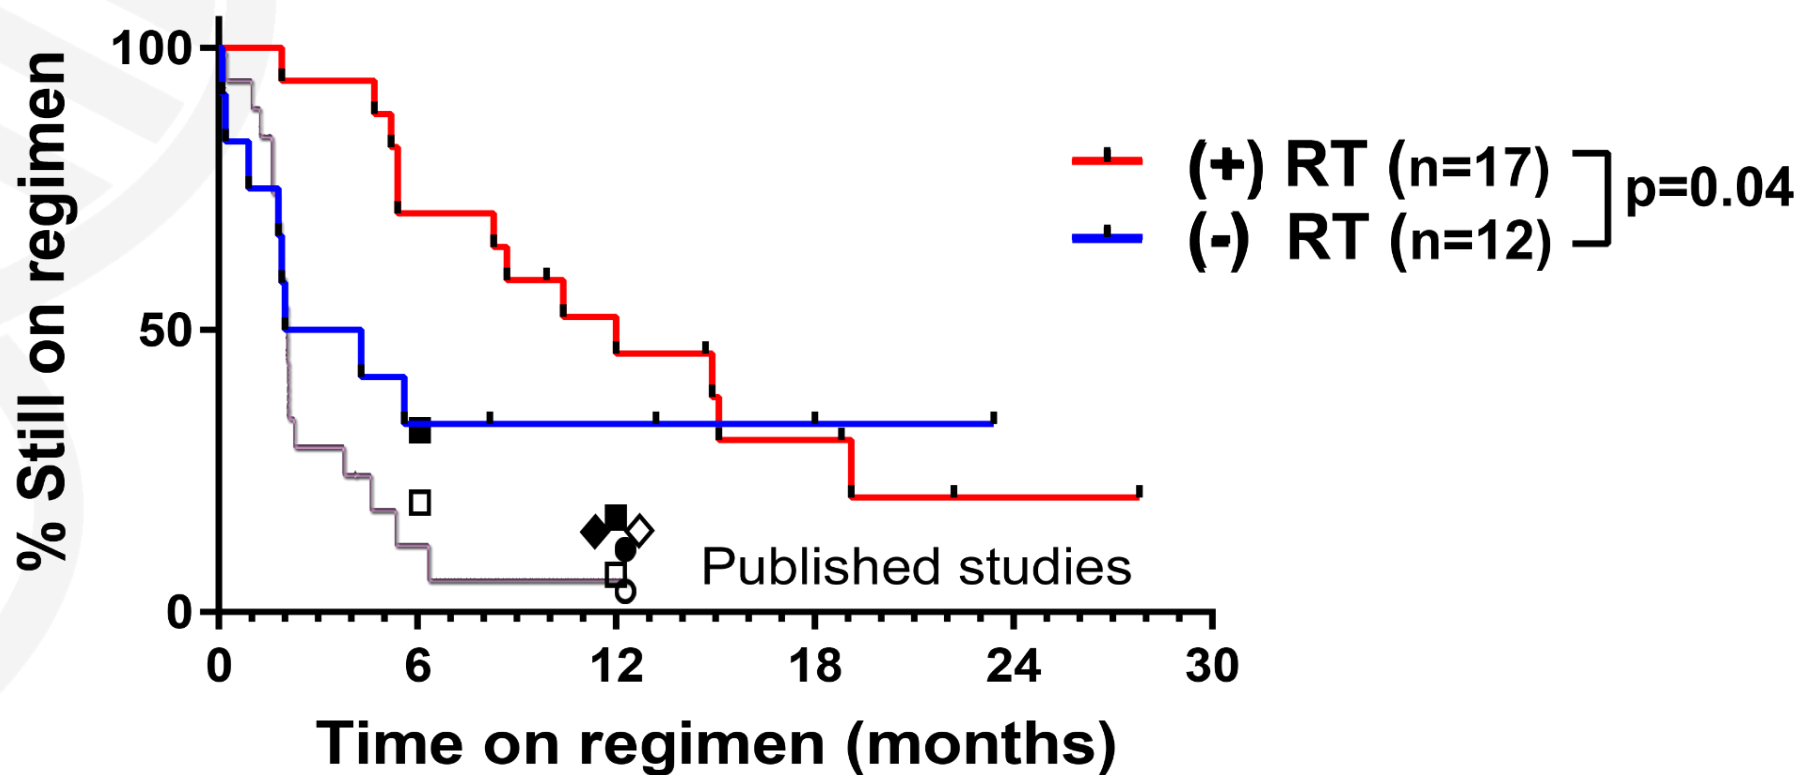 % Still on regimen
100
50
0
(+) RT (n=17)
(-) RT (n=12)
p=0.04
Published studies
0 6 12 18 24 30
Time on regimen (months)